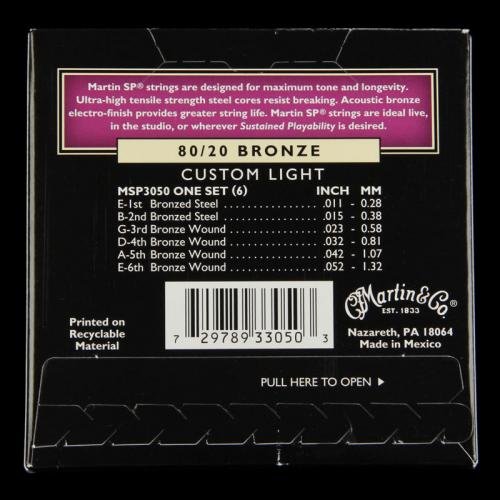 Martin SP® strings are designed for maximum tone and longevity.
Ultra-high tensile strength steel cores resist breaking. Acoustic bronze
electro-finish provides greater string life. Martin SP® strings are ideal live,
in the studio, or wherever Sustained Playability is desired.
80/20 BRONZE
CUSTOM LIGHT
MSP3050 ONE SET (6) INCH MM
E-1st Bronzed Steel .011 - 0.28
B-2nd Bronzed Steel .015 - 0.38
G-3rd Bronze Wound .023 - 0.58
D-4th Bronze Wound .032 - 0.81
A-5th Bronze Wound .042 - 1.07
E-6th Bronze Wound .052 - 1.32
Printed on
Recyclable
Material
7 29789 33050 3
Martin & Co.®
EST. 1833
Nazareth, PA 18064
Made in Mexico
PULL HERE TO OPEN ▶